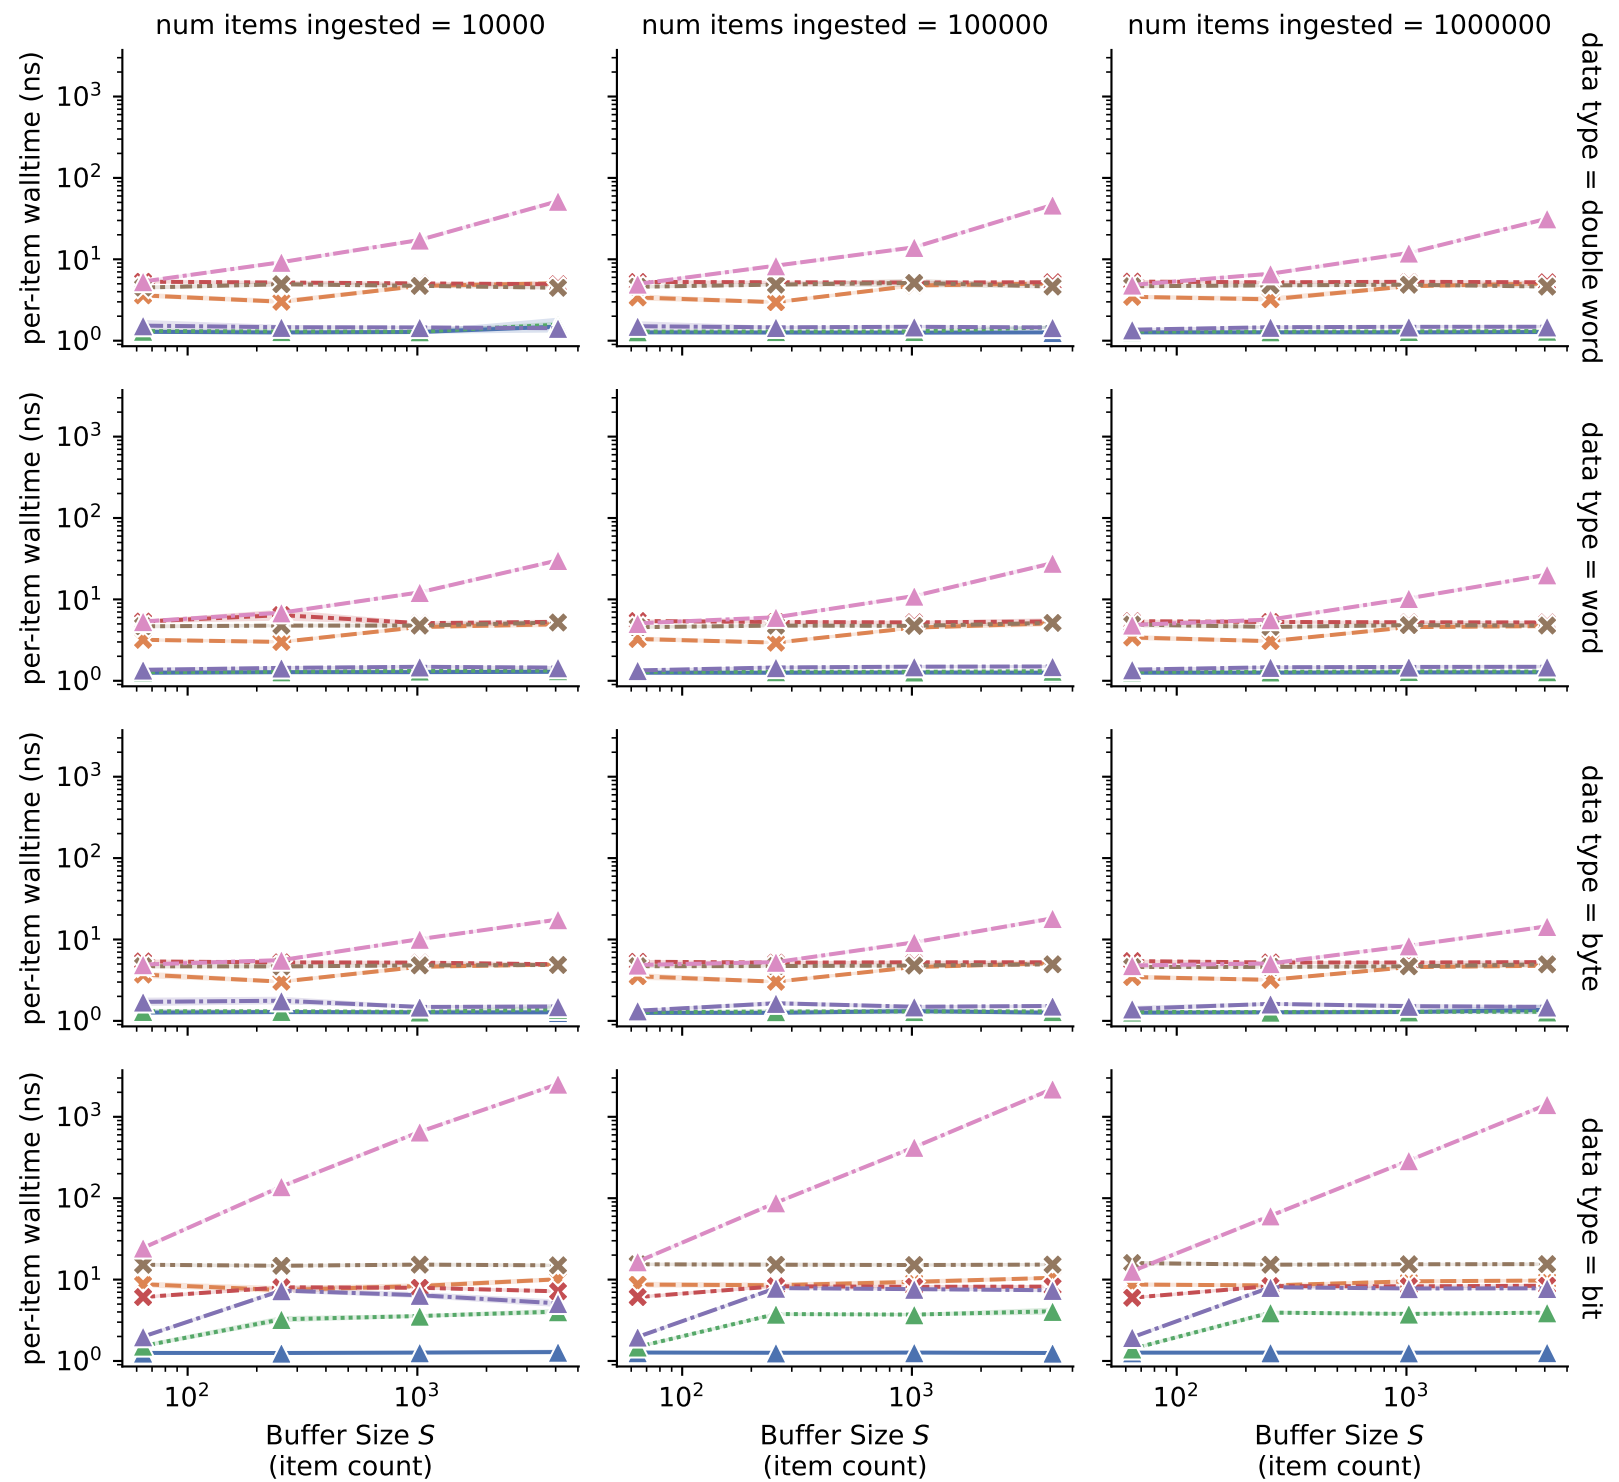 num items ingested = 10000
num items ingested = 100000
num items ingested = 1000000
per-item walltime (ns)
10³
10²
10¹
10⁰
data type = double word
per-item walltime (ns)
10³
10²
10¹
10⁰
data type = word
per-item walltime (ns)
10³
10²
10¹
10⁰
data type = byte
per-item walltime (ns)
10³
10²
10¹
10⁰
data type = bit
10² 10³
10² 10³
10² 10³
Buffer Size S
(item count)
Buffer Size S
(item count)
Buffer Size S
(item count)